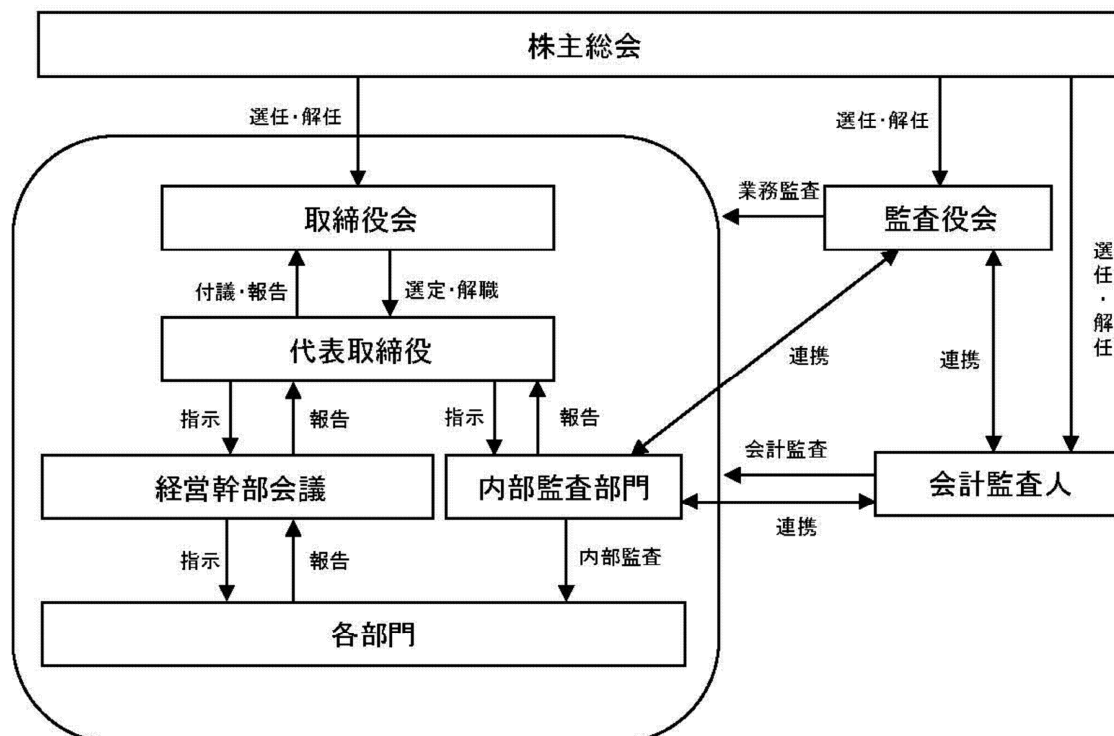 株主総会
選任・解任
選任・解任
選任・解任
取締役会
業務監査
監査役会
付議・報告
選定・解職
代表取締役
連携
連携
指示
報告
指示
報告
会計監査
経営幹部会議
内部監査部門
会計監査人
連携
指示
報告
内部監査
各部門